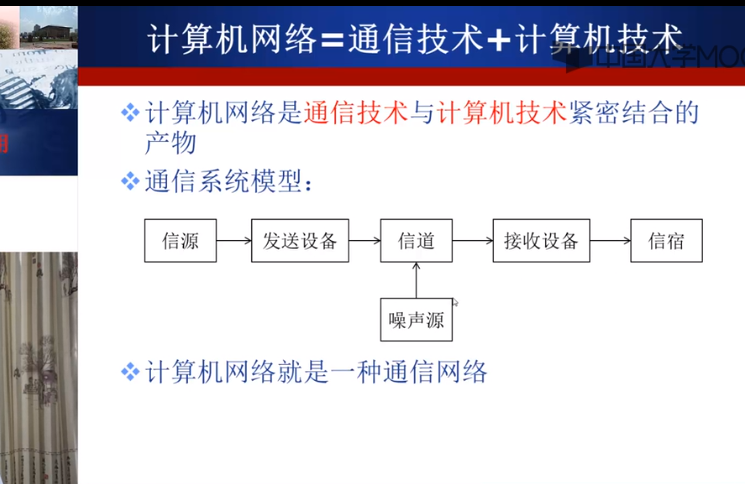 计算机网络=通信技术+计算机技术
中国大学MOO
计算机网络是通信技术与计算机技术紧密结合的
产物
通信系统模型：
信源 发送设备 信道 接收设备 信宿
噪声源
计算机网络就是一种通信网络